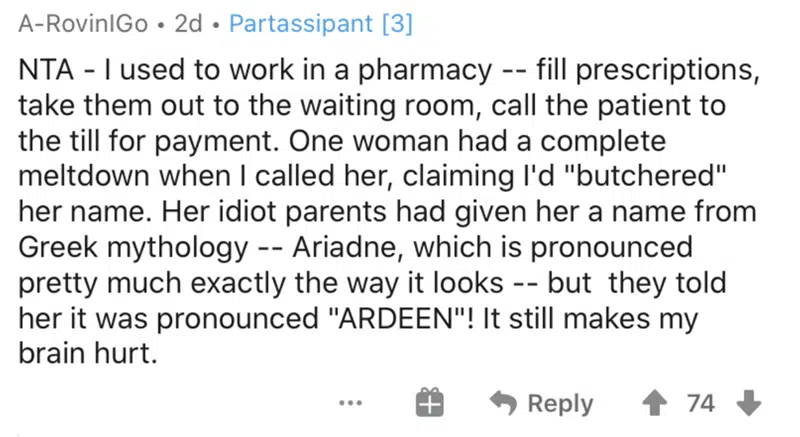 A-RovinIGo • 2d • Partassipant [3]
NTA - I used to work in a pharmacy -- fill prescriptions,
take them out to the waiting room, call the patient to
the till for payment. One woman had a complete
meltdown when I called her, claiming I'd "butchered"
her name. Her idiot parents had given her a name from
Greek mythology -- Ariadne, which is pronounced
pretty much exactly the way it looks -- but  they told
her it was pronounced "ARDEEN"! It still makes my
brain hurt.
... Reply 74